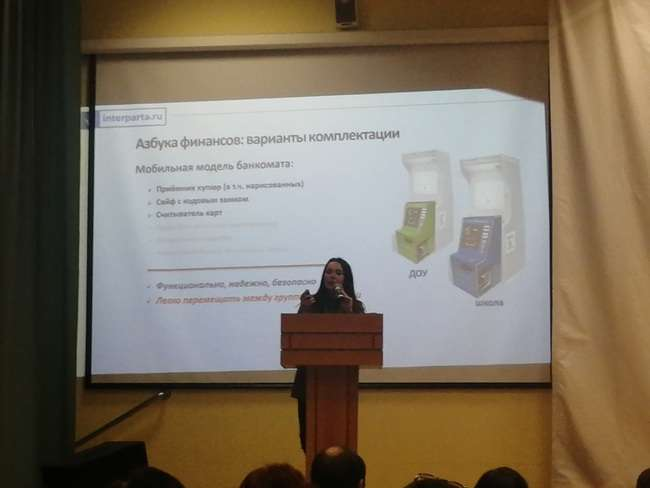 interparta.ru
Азбука финансов: варианты комплектации
Мобильная модель банкомата:
Приёмник купюр (в т.ч. нарисованных)
Сейф с кодовым замком
Считыватель карт
Функционально, надежно, безопасно
Легко перемещать между
ДОУ
школа